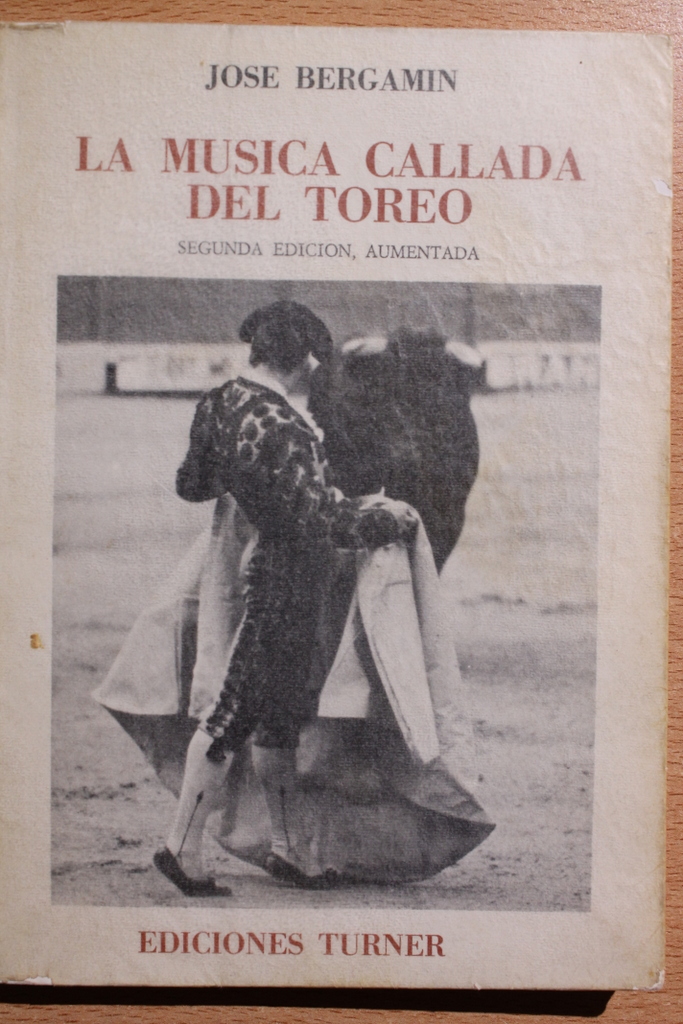 JOSE BERGAMIN
LA MUSICA CALLADA
DEL TOREO
SEGUNDA EDICION, AUMENTADA
EDICIONES TURNER